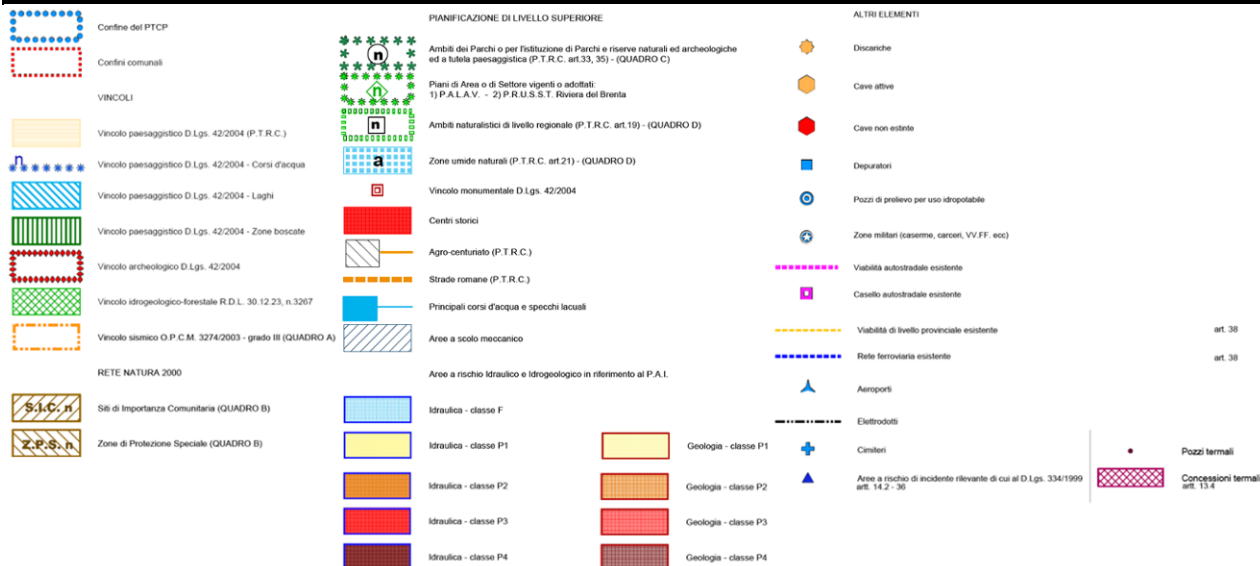 Confine del PTCP
Confini comunali
VINCOLI
Vincolo paesaggistico D.Lgs. 42/2004 (P.T.R.C.)
n
Vincolo paesaggistico D.Lgs. 42/2004 - Corsi d'acqua
Vincolo paesaggistico D.Lgs. 42/2004 - Laghi
Vincolo paesaggistico D.Lgs. 42/2004 - Zone boscate
Vincolo archeologico D.Lgs. 42/2004
Vincolo idrogeologico-forestale R.D.L. 30.12.23, n.3267
Vincolo sismico O.P.C.M. 3274/2003 - grado III (QUADRO A)
RETE NATURA 2000
S.I.C. n
Siti di Importanza Comunitaria (QUADRO B)
Z.P.S. n
Zone di Protezione Speciale (QUADRO B)
PIANIFICAZIONE DI LIVELLO SUPERIORE
n
Ambiti dei Parchi o per l'istituzione di Parchi e riserve naturali ed archeologiche
ed a tutela paesaggistica (P.T.R.C. art.33, 35) - (QUADRO C)
n
Piani di Area o di Settore vigenti o adottati:
1) P.A.L.A.V. - 2) P.R.U.S.S.T. Riviera del Brenta
n
Ambiti naturalistici di livello regionale (P.T.R.C. art.19) - (QUADRO D)
a
Zone umide naturali (P.T.R.C. art.21) - (QUADRO D)
Vincolo monumentale D.Lgs. 42/2004
Centri storici
Agro-centuriato (P.T.R.C.)
Strade romane (P.T.R.C.)
Principali corsi d'acqua e specchi lacuali
Aree a scolo meccanico
Aree a rischio Idraulico e Idrogeologico in riferimento al P.A.I.
Idraulica - classe F
Idraulica - classe P1
Idraulica - classe P2
Idraulica - classe P3
Idraulica - classe P4
Geologia - classe P1
Geologia - classe P2
Geologia - classe P3
Geologia - classe P4
ALTRI ELEMENTI
Discariche
Cave attive
Cave non estinte
Depuratori
Pozzi di prelievo per uso idropotabile
Zone militari (caserme, carceri, VV.FF. ecc)
Viabilità autostradale esistente
Casello autostradale esistente
Viabilità di livello provinciale esistente art. 38
Rete ferroviaria esistente art. 38
Aeroporti
Elettrodotti
Cimiteri
Aree a rischio di incidente rilevante di cui al D.Lgs. 334/1999
artt. 14.2 - 36
Pozzi termali
Concessioni termali
artt. 13.4